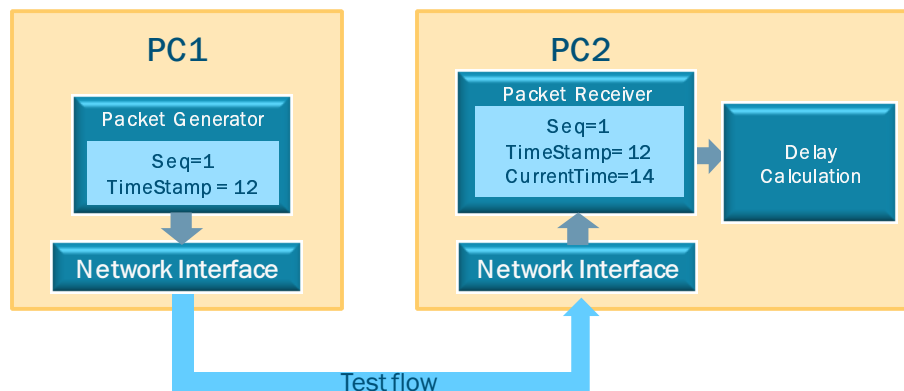 PC1
Packet Generator
Seq=1
TimeStamp = 12
Network Interface
PC2
Packet Receiver
Seq=1
TimeStamp= 12
CurrentTime=14
Delay
Calculation
Network Interface
Test flow